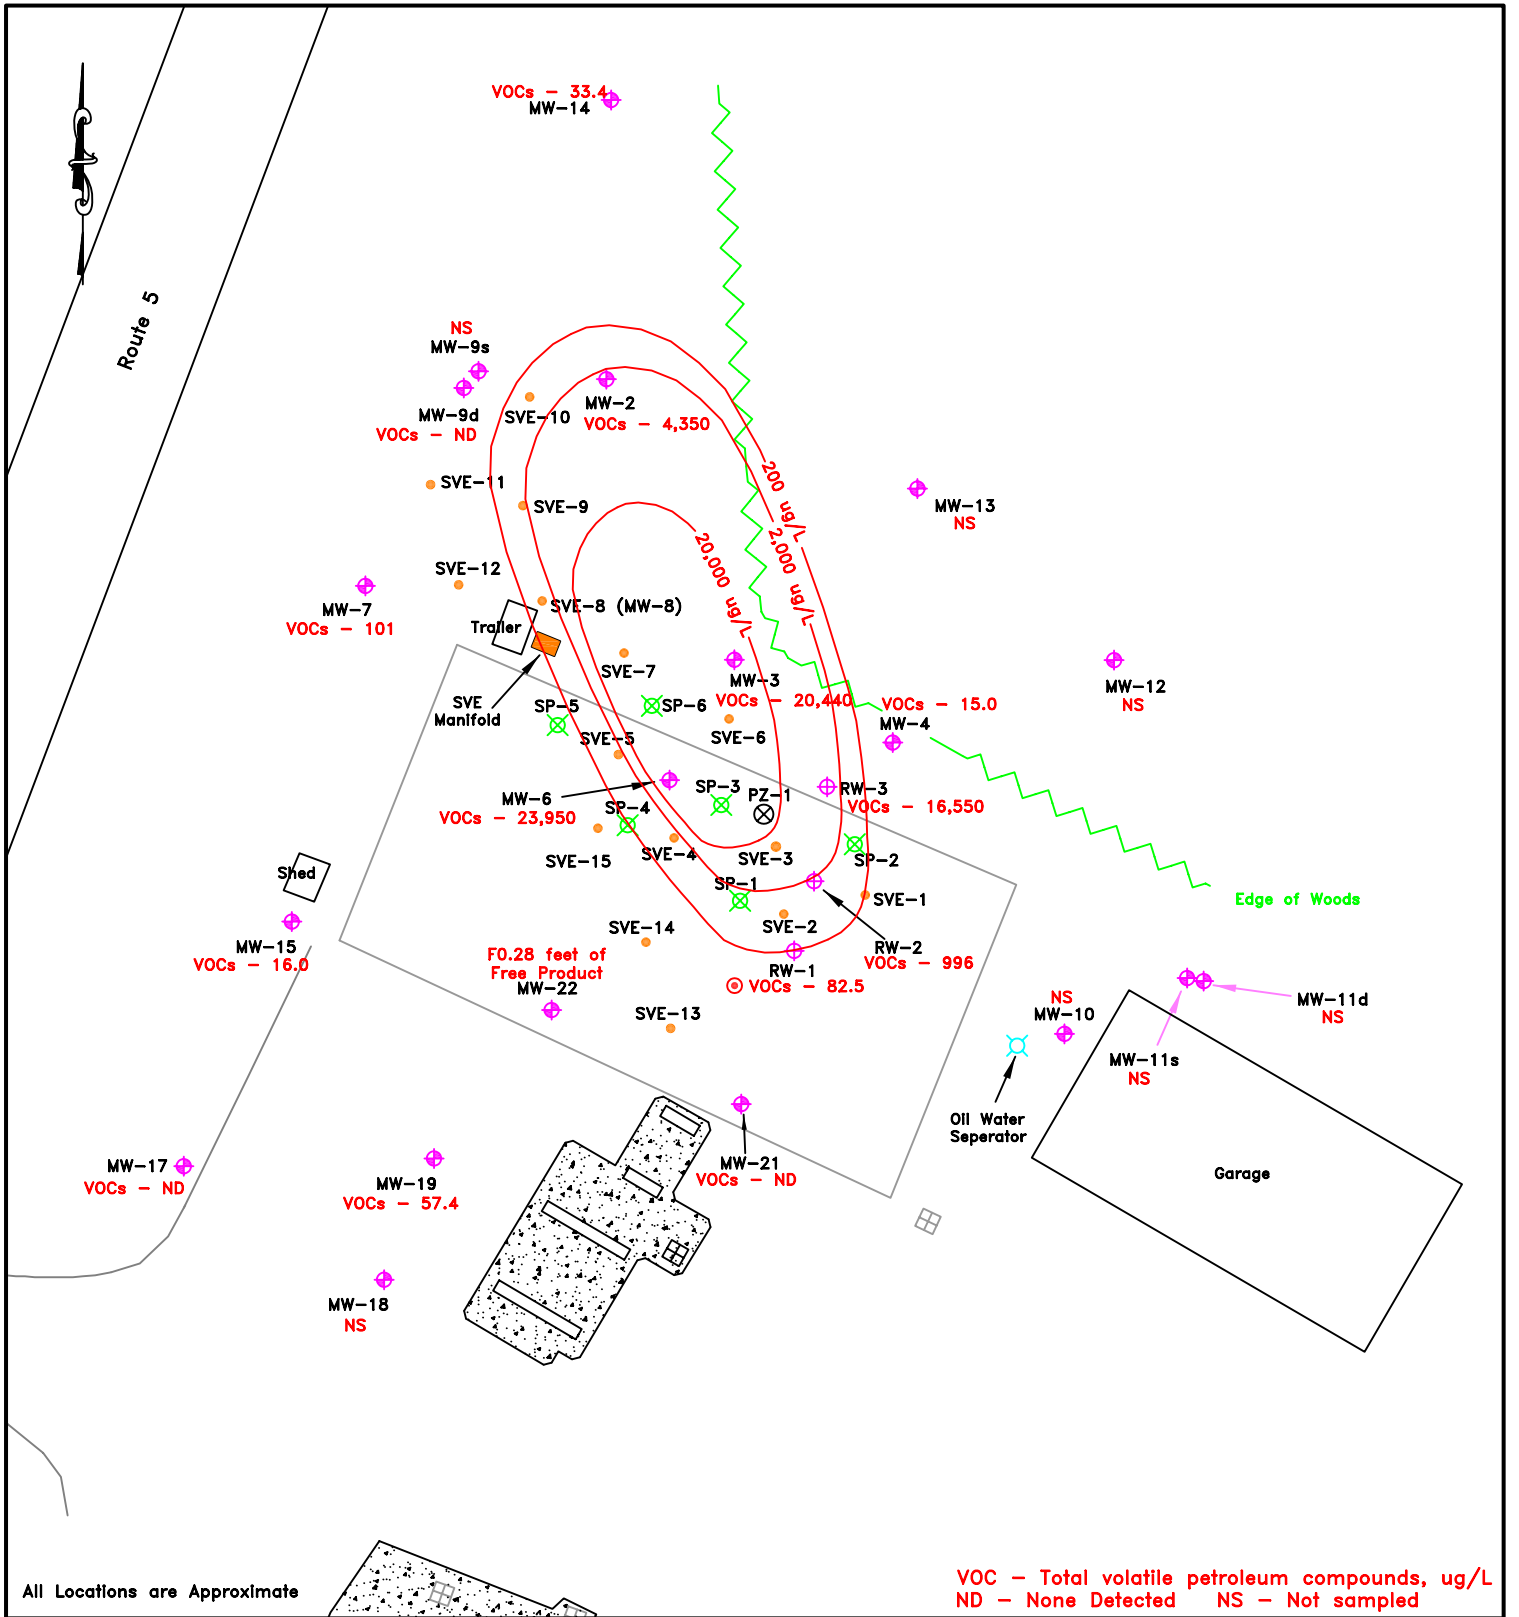 VOCs - 33.4
MW-14
Route 5
NS
MW-9s
MW-9d
VOCs - ND
SVE-10
MW-2
VOCs - 4,350
SVE-11
SVE-9
200 ug/L
2,000 ug/L
20,000 ug/L
MW-13
NS
SVE-12
MW-7
VOCs - 101
SVE-8 (MW-8)
Trailer
SVE-7
MW-3
VOCs - 20,440
MW-12
NS
SVE
Manifold
SP-5
SP-6
SVE-6
VOCs - 15.0
MW-4
SVE-5
MW-6
VOCs - 23,950
SP-3
PZ-1
RW-3
VOCs - 16,550
SP-4
SVE-15
SVE-4
SVE-3
SP-2
Shed
SP-1
SVE-1
SVE-2
Edge of Woods
MW-15
VOCs - 16.0
SVE-14
RW-2
VOCs - 996
F0.28 feet of
Free Product
MW-22
RW-1
VOCs - 82.5
SVE-13
NS
MW-10
MW-11d
NS
MW-11s
NS
Oil Water
Seperator
MW-17
VOCs - ND
MW-19
VOCs - 57.4
MW-21
VOCs - ND
Garage
MW-18
NS
All Locations are Approximate
VOC - Total volatile petroleum compounds, ug/L
ND - None Detected NS - Not sampled